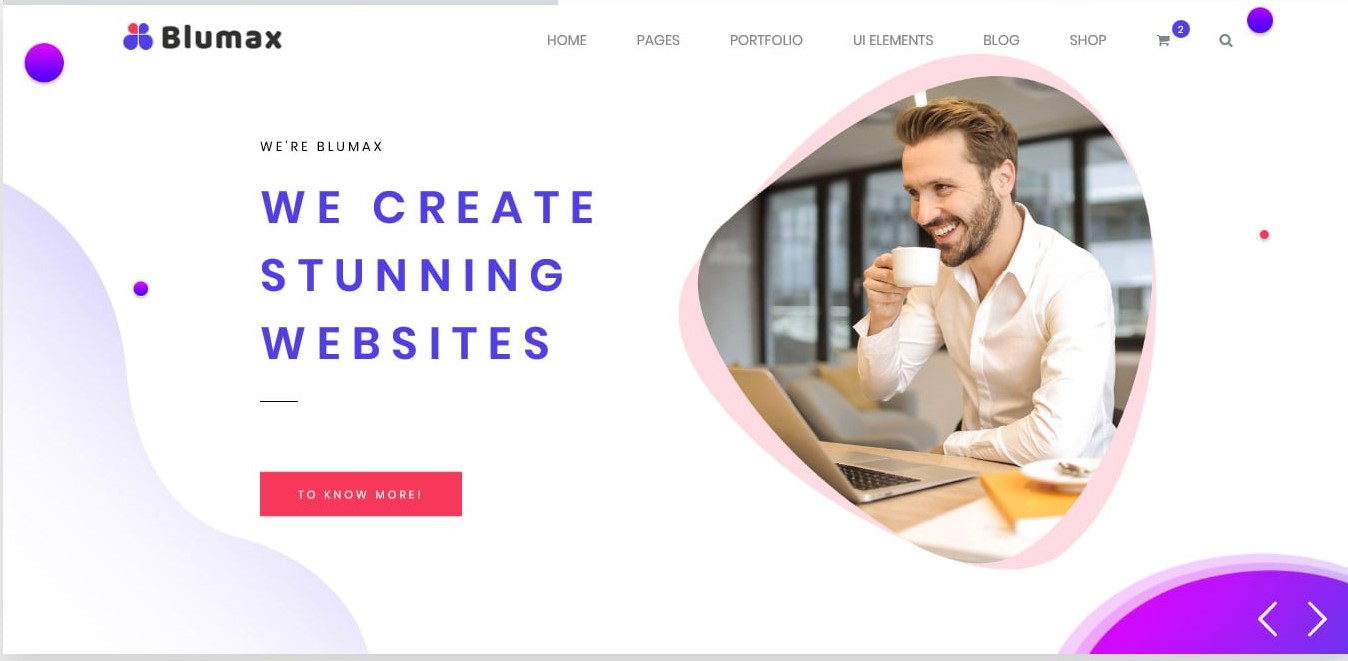 Blumax
HOME PAGES PORTFOLIO UI ELEMENTS BLOG SHOP 2
WE'RE BLUMAX
WE CREATE
STUNNING
WEBSITES
TO KNOW MORE!